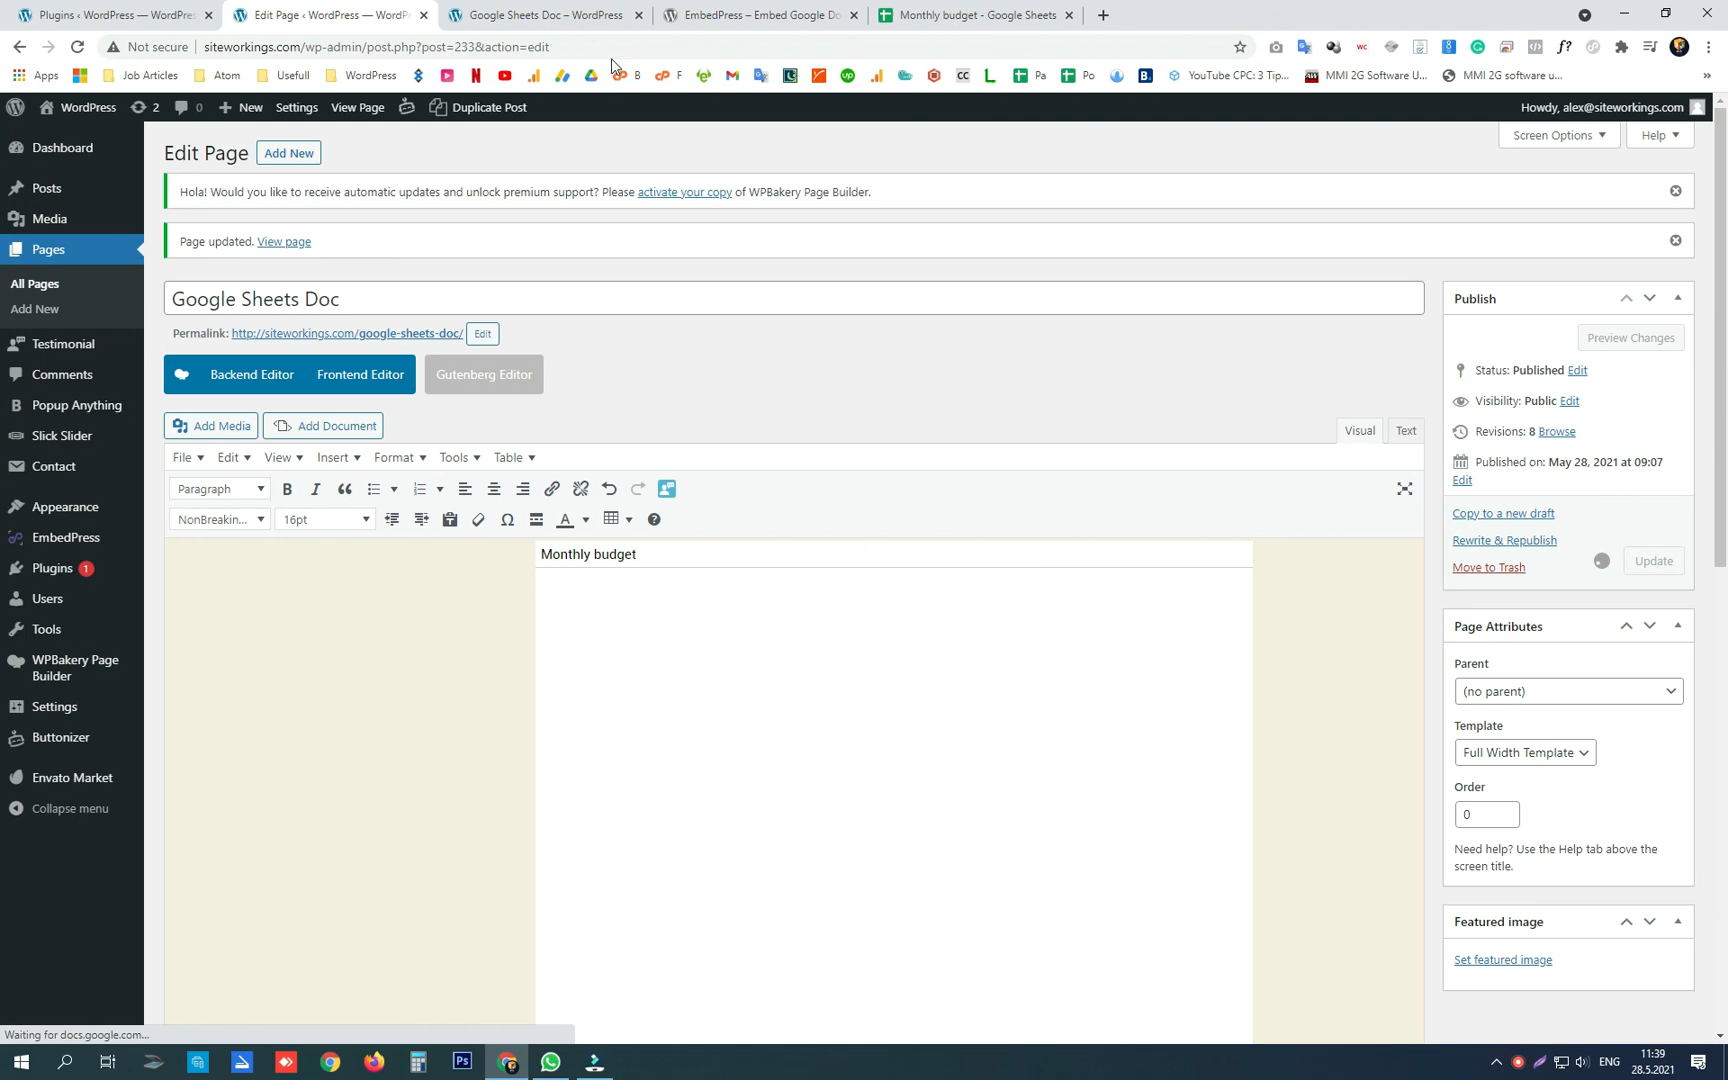 Plugins ‹ WordPress — WordPre
Edit Page ‹ WordPress — WordPr
Google Sheets Doc – WordPress
EmbedPress – Embed Google Do
Monthly budget - Google Sheets
Not secure
siteworkings.com/wp-admin/post.php?post=233&action=edit
Apps
Job Articles
Atom
Usefull
WordPress
B
F
Pa
Po
YouTube CPC: 3 Tip...
MMI 2G Software U...
MMI 2G software u...
WordPress
2
0
New
Settings
View Page
Duplicate Post
Howdy, alex@siteworkings.com
Dashboard
Posts
Media
Pages
All Pages
Add New
Testimonial
Comments
Popup Anything
Slick Slider
Contact
Appearance
EmbedPress
Plugins 1
Users
Tools
WPBakery Page
Builder
Settings
Buttonizer
Envato Market
Collapse menu
Screen Options
Help
Edit Page
Add New
Hola! Would you like to receive automatic updates and unlock premium support? Please activate your copy of WPBakery Page Builder.
Page updated. View page
Google Sheets Doc
Permalink: http://siteworkings.com/google-sheets-doc/ Edit
Backend Editor
Frontend Editor
Gutenberg Editor
Add Media
Add Document
Visual
Text
File
Edit
View
Insert
Format
Tools
Table
Paragraph
NonBreakin...
16pt
Monthly budget
Publish
Preview Changes
Status: Published Edit
Visibility: Public Edit
Revisions: 8 Browse
Published on: May 28, 2021 at 09:07
Edit
Copy to a new draft
Rewrite & Republish
Move to Trash
Update
Page Attributes
Parent
(no parent)
Template
Full Width Template
Order
0
Need help? Use the Help tab above the
screen title.
Featured image
Set featured image
Waiting for docs.google.com...
ENG
11:39
28.5.2021